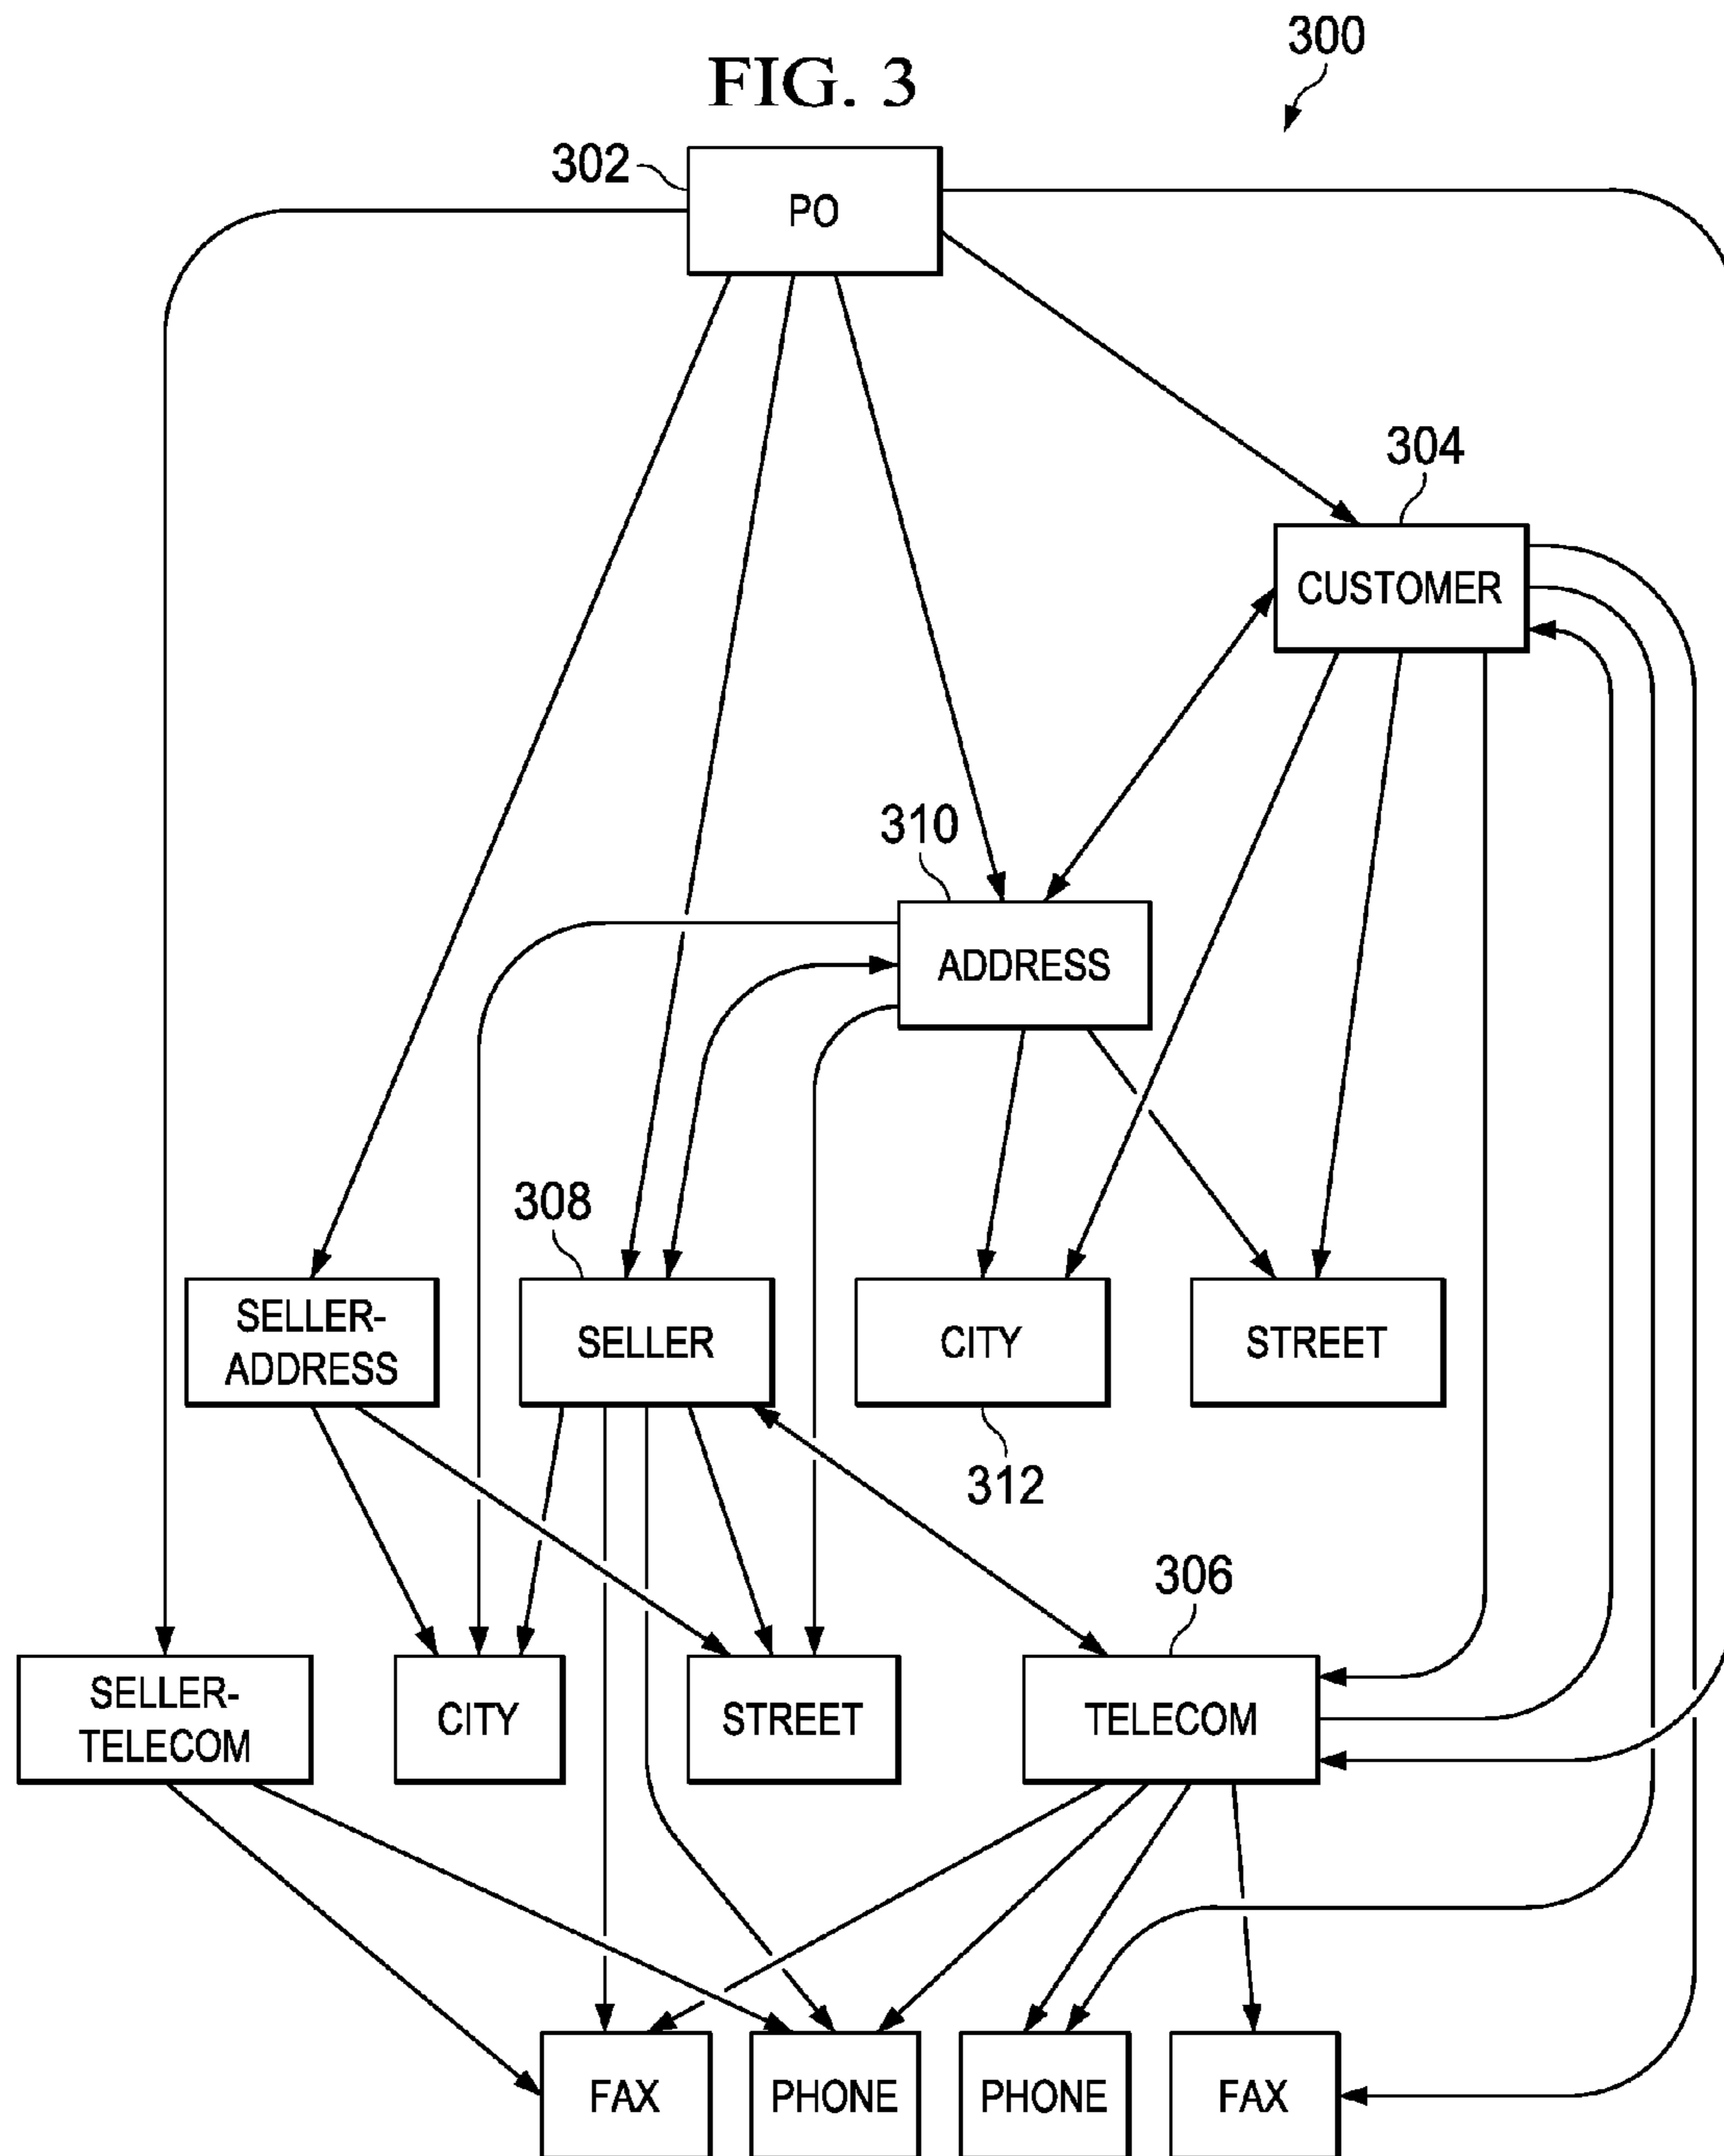 300
FIG. 3
302
PO
304
CUSTOMER
310
ADDRESS
308
SELLER-
ADDRESS
SELLER
CITY
STREET
312
306
SELLER-
TELECOM
CITY
STREET
TELECOM
FAX
PHONE
PHONE
FAX